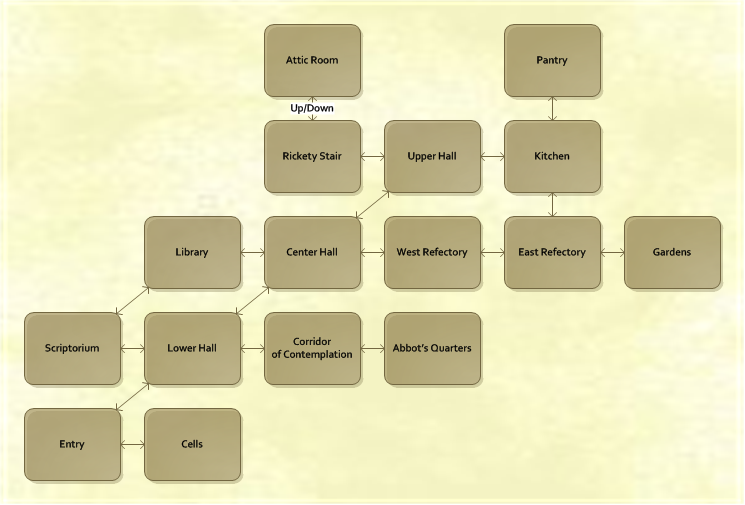 Attic Room
Pantry
Up/Down
Rickety Stair
Upper Hall
Kitchen
Library
Center Hall
West Refectory
East Refectory
Gardens
Scriptorium
Lower Hall
Corridor
of Contemplation
Abbot's Quarters
Entry
Cells